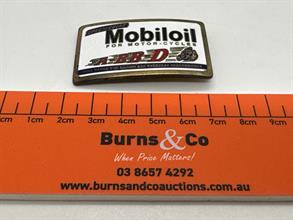 Mobiloil
FOR MOTOR-CYCLES
1cm 2cm 3cm 4cm 5cm 6cm 7cm 8cm 9cm
Burns & Co
When Price Matters!
03 8657 4292
www.burnsandcoauctions.com.au